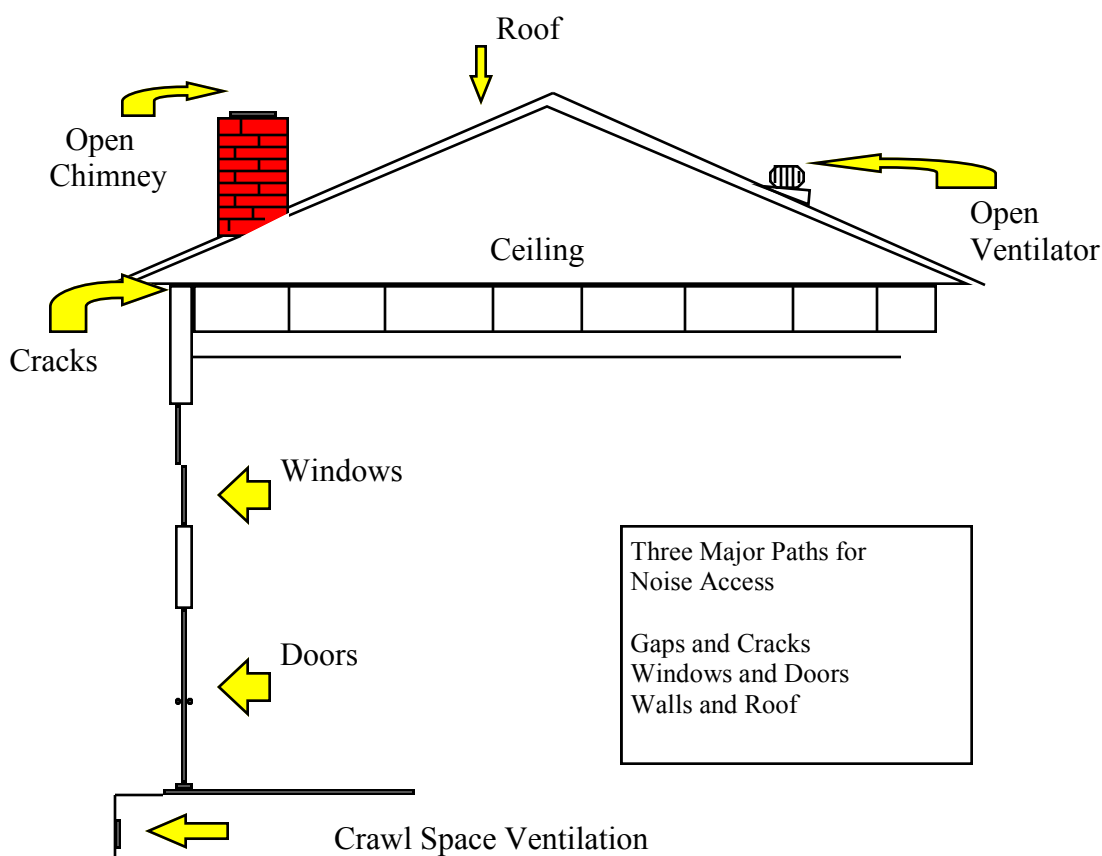 Roof
Open
Chimney
Open
Ventilator
Ceiling
Cracks
Windows
Three Major Paths for
Noise Access
Gaps and Cracks
Windows and Doors
Walls and Roof
Doors
Crawl Space Ventilation